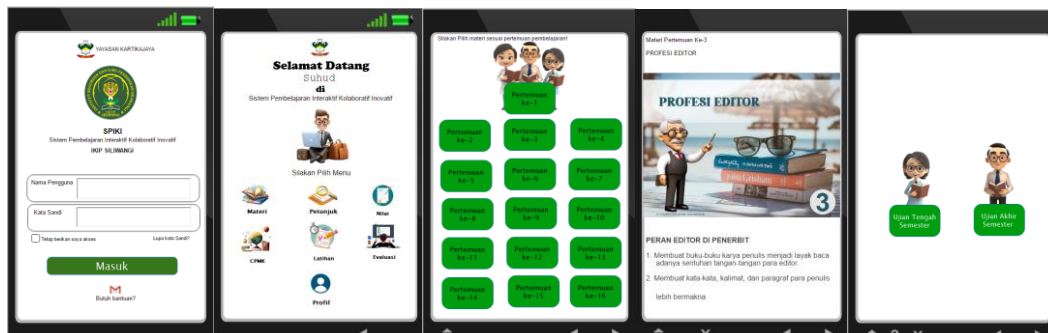 YAYASAN KARTIKAJAYA
SPIKI
Sistem Pembelajaran Interaktif Kolaboratif Inovatif
IKIP SILIWANGI
Nama Pengguna
Kata Sandi
Tetap berikan saya akses
Lupa Kata Sandi?
Masuk
Butuh bantuan?
Selamat Datang
Suhud
di
Sistem Pembelajaran Interaktif Kolaboratif Inovatif
Silakan Pilih Menu
Materi
Petunjuk
Nilai
CPMK
Latihan
Evaluasi
Profil
Silakan Pilih materi sesuai pertemuan pembelajaran!
Pertemuan
ke-1
Pertemuan
ke-2
Pertemuan
ke-3
Pertemuan
ke-4
Pertemuan
ke-5
Pertemuan
ke-6
Pertemuan
ke-7
Pertemuan
ke-8
Pertemuan
ke-9
Pertemuan
ke-10
Pertemuan
ke-11
Pertemuan
ke-12
Pertemuan
ke-13
Pertemuan
ke-14
Pertemuan
ke-15
Pertemuan
ke-16
Materi Pertemuan Ke-3
PROFESI EDITOR
PROFESI EDITOR
John Grisham
3
PERAN EDITOR DI PENERBIT
1. Membuat buku-buku karya penulis menjadi layak baca
adanya sentuhan tangan-tangan para editor.
2. Membuat kata-kata, kalimat, dan paragraf para penulis
lebih bermakna
Ujian Tengah
Semester
Ujian Akhir
Semester